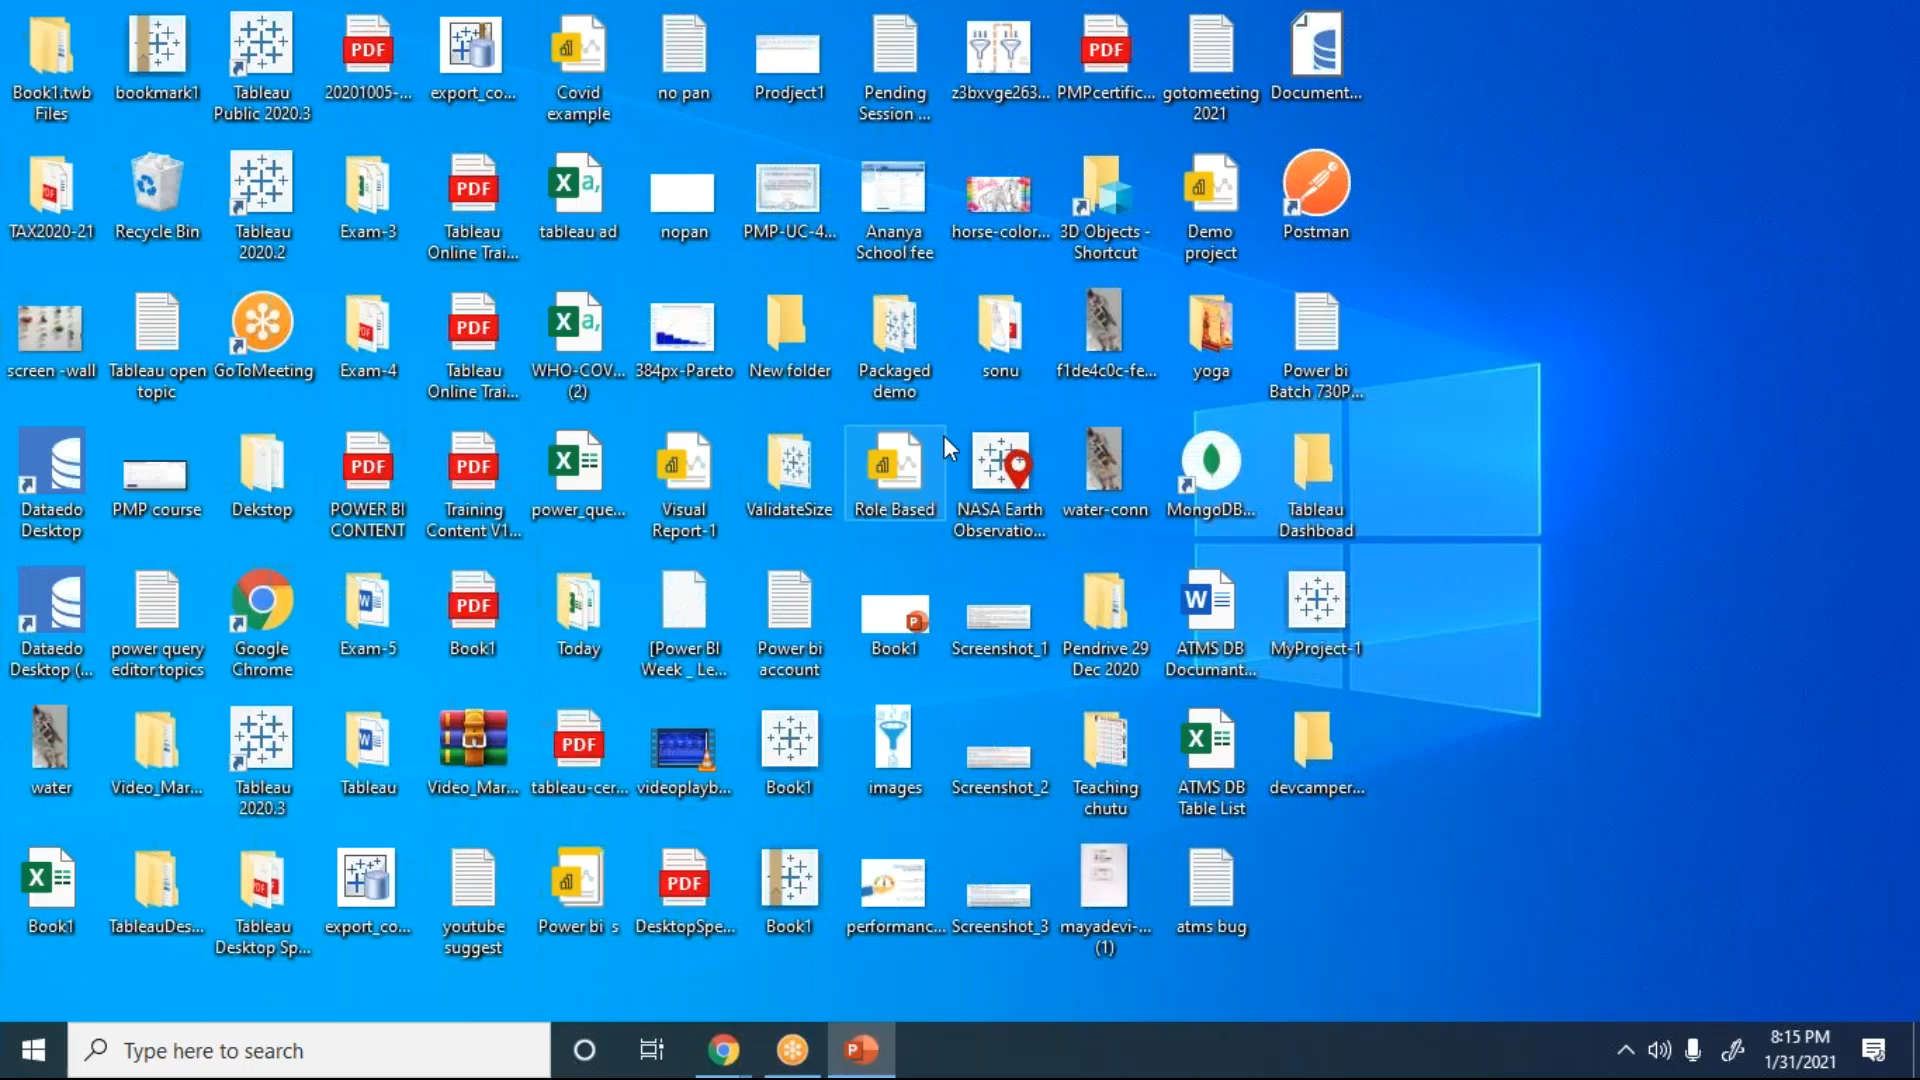 Book1.twb
Files
bookmark1
Tableau
Public 2020.3
20201005-...
export_co...
Covid
example
no pan
Prodject1
Pending
Session ...
z3bxvge263...
PMPcertific...
gotomeeting
2021
Document...
TAX2020-21
Recycle Bin
Tableau
2020.2
Exam-3
Tableau
Online Trai...
tableau ad
nopan
PMP-UC-4...
Ananya
School fee
horse-color...
3D Objects -
Shortcut
Demo
project
Postman
screen -wall
Tableau open
topic
GoToMeeting
Exam-4
Tableau
Online Trai...
WHO-COV...
(2)
384px-Pareto
New folder
Packaged
demo
sonu
f1de4c0c-fe...
yoga
Power bi
Batch 730P...
Dataedo
Desktop
PMP course
Dekstop
POWER BI
CONTENT
Training
Content V1...
power_que...
Visual
Report-1
ValidateSize
Role Based
NASA Earth
Observatio...
water-conn
MongoDB...
Tableau
Dashboad
Dataedo
Desktop (...
power query
editor topics
Google
Chrome
Exam-5
Book1
Today
[Power BI
Week _ Le...
Power bi
account
Book1
Screenshot_1
Pendrive 29
Dec 2020
ATMS DB
Documant...
MyProject-1
water
Video_Mar...
Tableau
2020.3
Tableau
Video_Mar...
tableau-cer...
videoplayb...
Book1
images
Screenshot_2
Teaching
chutu
ATMS DB
Table List
devcamper...
Book1
TableauDes...
Tableau
Desktop Sp...
export_co...
youtube
suggest
Power bi s
DesktopSpe...
Book1
performanc...
Screenshot_3
mayadevi-...
(1)
atms bug
Type here to search
8:15 PM
1/31/2021